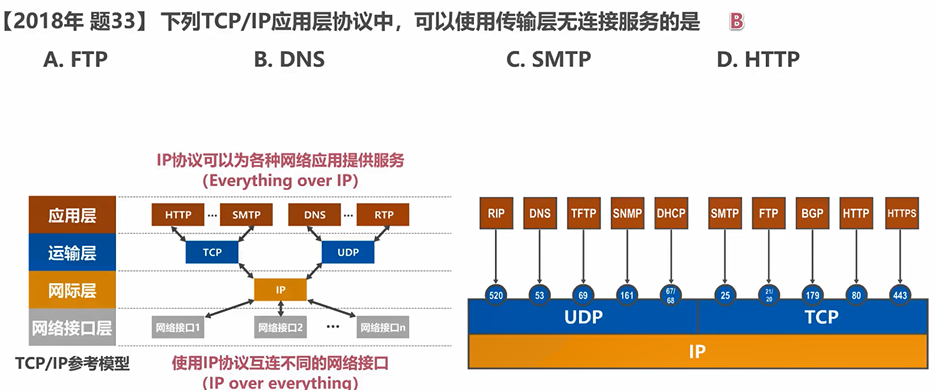 【2018年 题33】 下列TCP/IP应用层协议中，可以使用传输层无连接服务的是 B
A. FTP B. DNS C. SMTP D. HTTP
IP协议可以为各种网络应用提供服务
（Everything over IP）
应用层 HTTP ··· SMTP DNS ··· RTP
运输层 TCP UDP
网际层 IP
网络接口层 网络接口1 网络接口2 ··· 网络接口n
TCP/IP参考模型 使用IP协议互连不同的网络接口
（IP over everything）
RIP DNS TFTP SNMP DHCP SMTP FTP BGP HTTP HTTPS
520 53 69 161 67/68 25 21/20 179 80 443
UDP TCP
IP